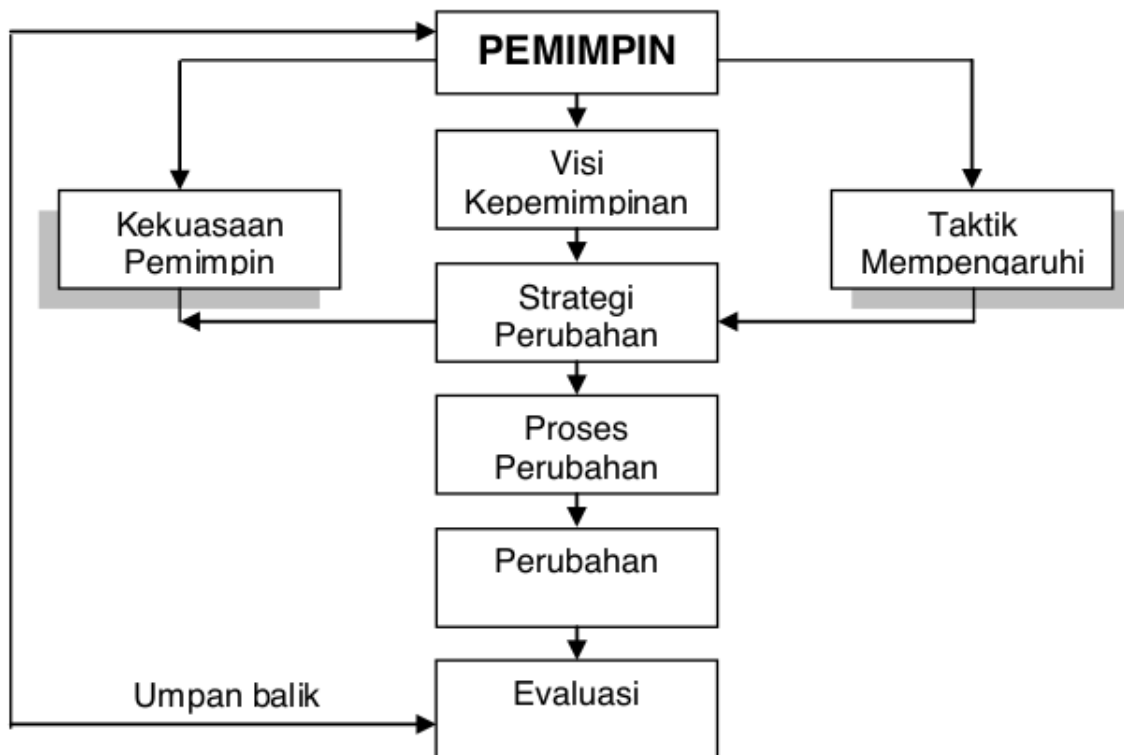 PEMIMPIN
Visi
Kepemimpinan
Kekuasaan
Pemimpin
Taktik
Mempengaruhi
Strategi
Perubahan
Proses
Perubahan
Perubahan
Umpan balik
Evaluasi